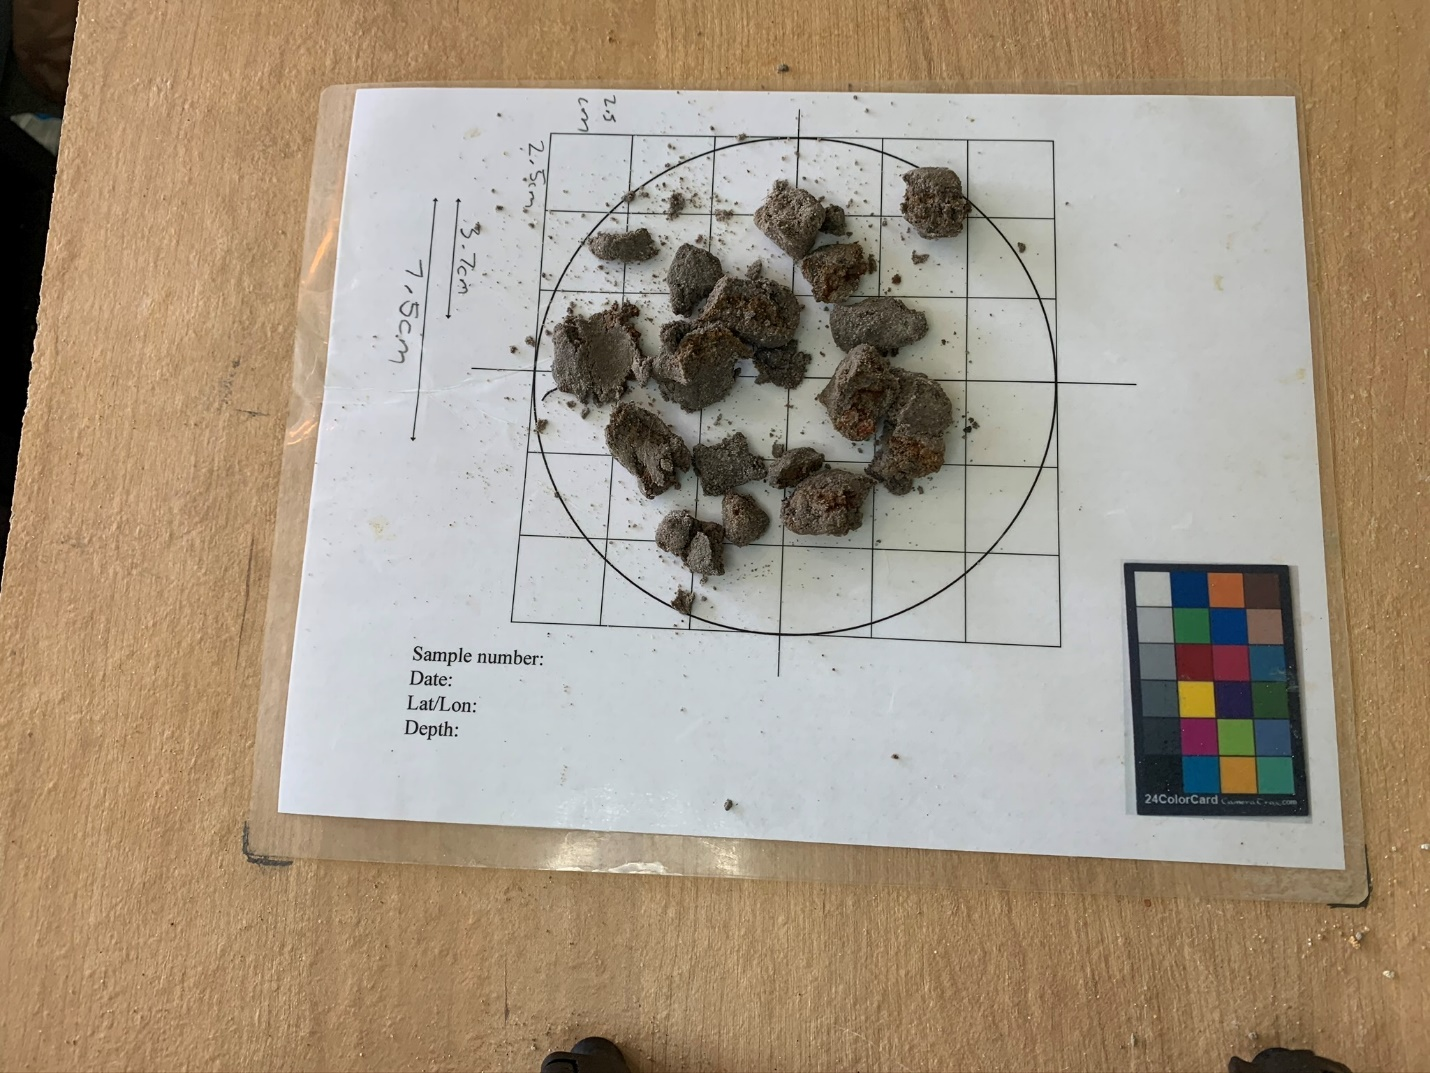 2.5
cm
2.5cm
3.7cm
7.5cm
Sample number:
Date:
Lat/Lon:
Depth:
24ColorCard